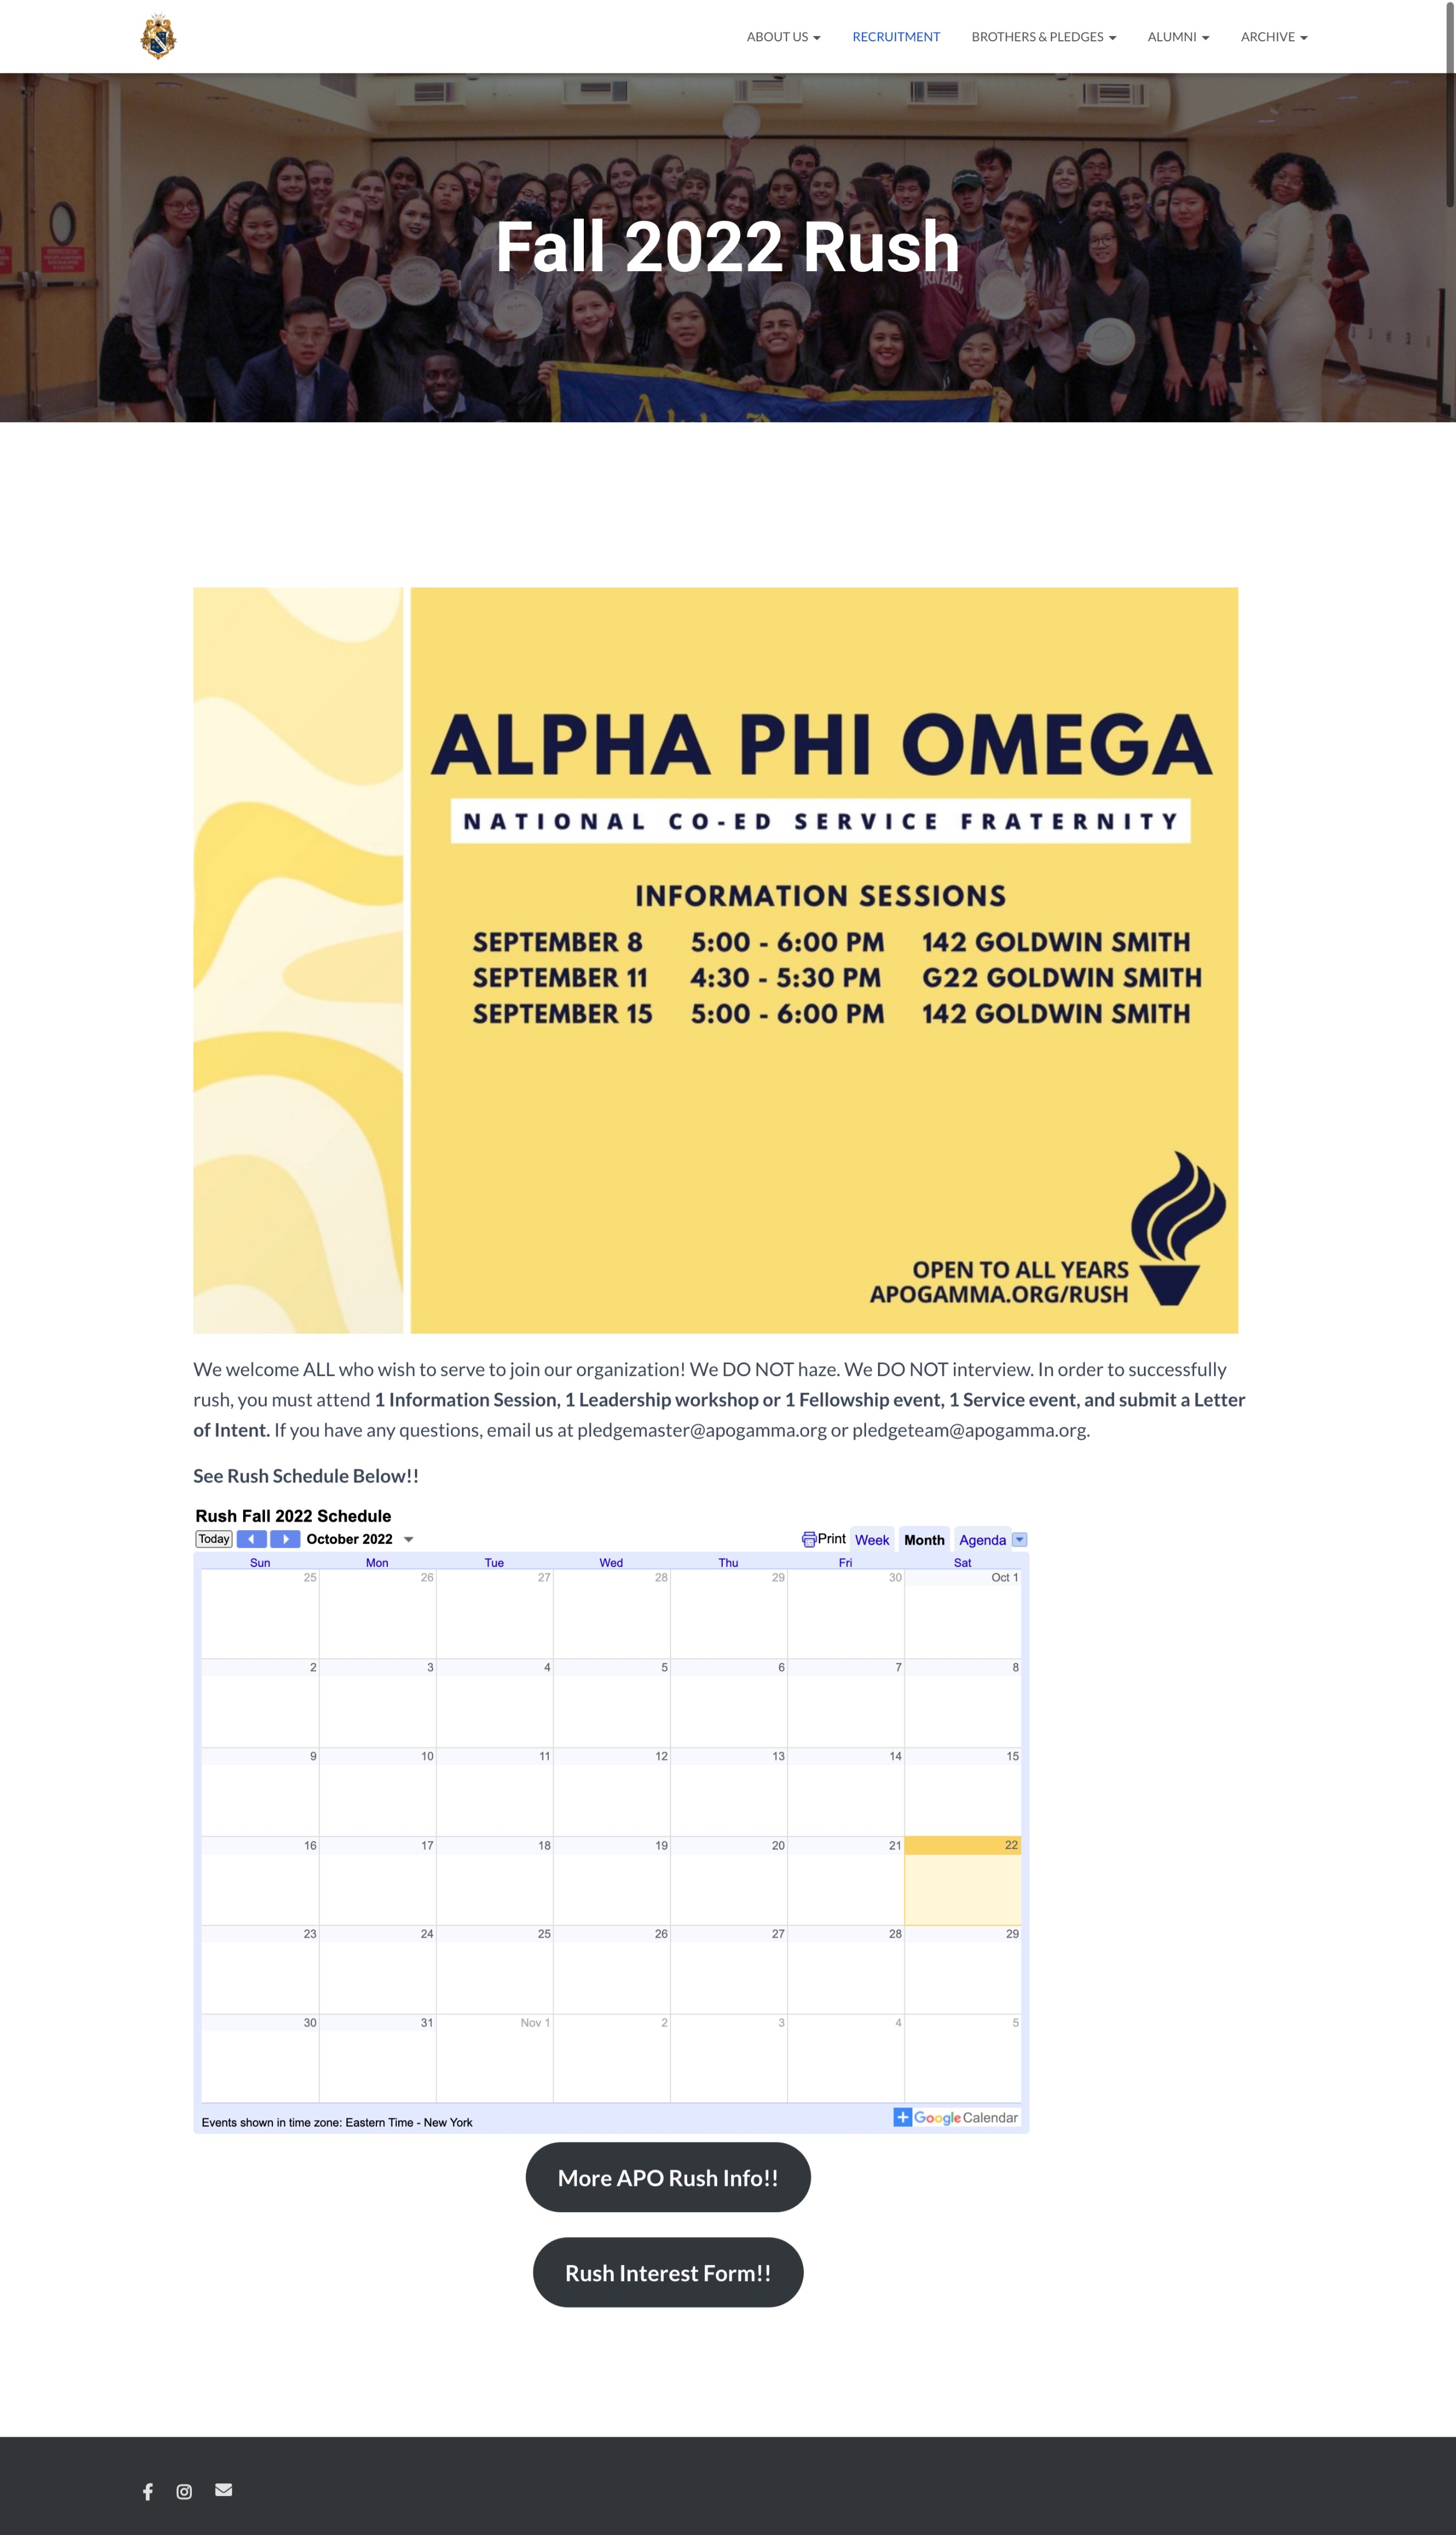 ABOUT US
RECRUITMENT
BROTHERS & PLEDGES
ALUMNI
ARCHIVE
Fall 2022 Rush
ALPHA PHI OMEGA
NATIONAL CO-ED SERVICE FRATERNITY
INFORMATION SESSIONS
SEPTEMBER 8 5:00 - 6:00 PM 142 GOLDWIN SMITH
SEPTEMBER 11 4:30 - 5:30 PM G22 GOLDWIN SMITH
SEPTEMBER 15 5:00 - 6:00 PM 142 GOLDWIN SMITH
OPEN TO ALL YEARS
APOGAMMA.ORG/RUSH
We welcome ALL who wish to serve to join our organization! We DO NOT haze. We DO NOT interview. In order to successfully
rush, you must attend 1 Information Session, 1 Leadership workshop or 1 Fellowship event, 1 Service event, and submit a Letter
of Intent. If you have any questions, email us at pledgemaster@apogamma.org or pledgeteam@apogamma.org.
See Rush Schedule Below!!
Rush Fall 2022 Schedule
Today October 2022 Print Week Month Agenda
Sun Mon Tue Wed Thu Fri Sat
25 26 27 28 29 30 Oct 1
2 3 4 5 6 7 8
9 10 11 12 13 14 15
16 17 18 19 20 21 22
23 24 25 26 27 28 29
30 31 Nov 1 2 3 4 5
Events shown in time zone: Eastern Time - New York
Google Calendar
More APO Rush Info!!
Rush Interest Form!!